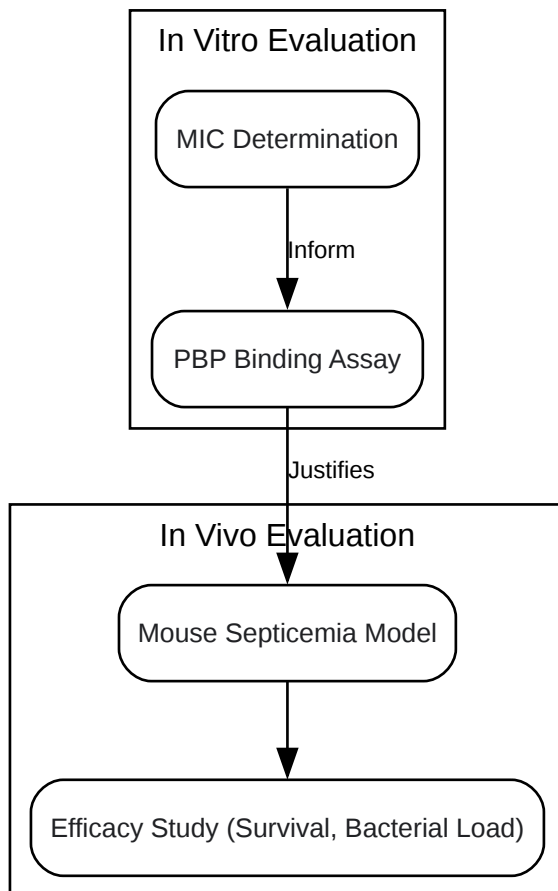 In Vitro Evaluation
MIC Determination
Inform
PBP Binding Assay
Justifies
In Vivo Evaluation
Mouse Septicemia Model
Efficacy Study (Survival, Bacterial Load)